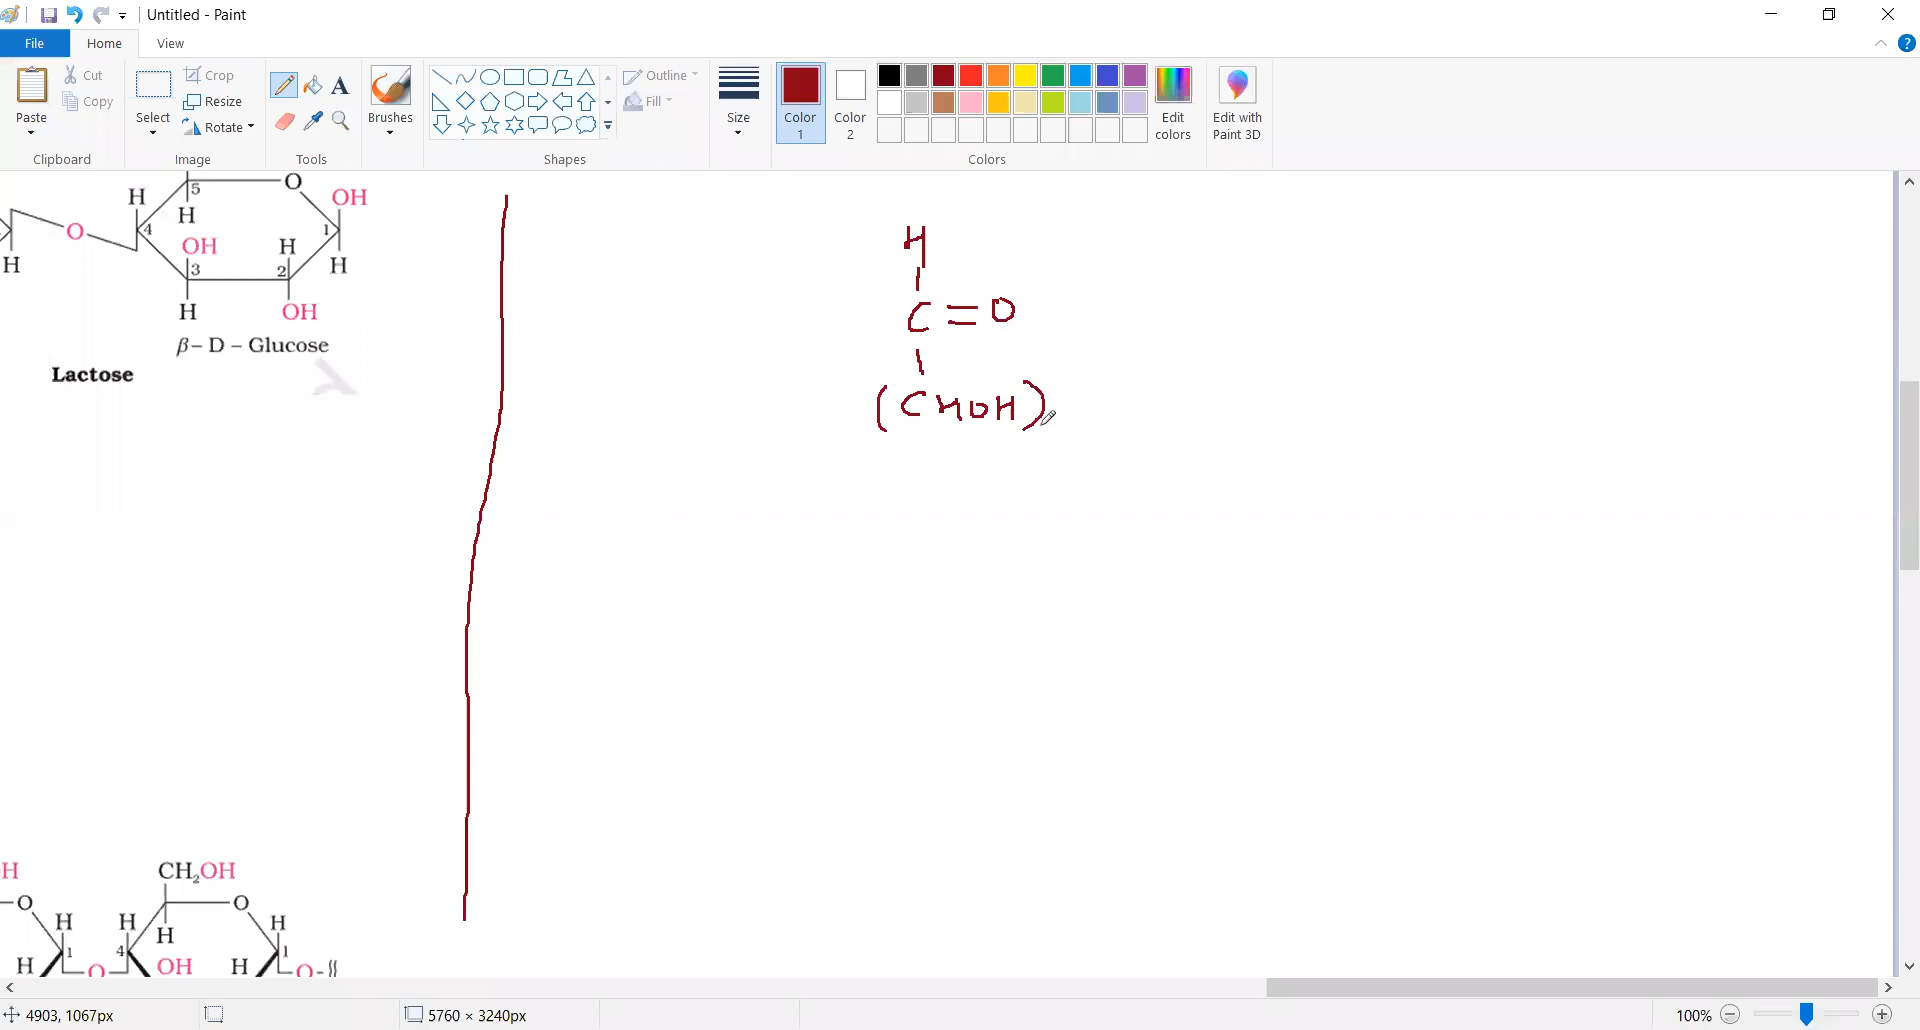 Untitled - Paint
File
Home
View
Paste
Cut
Copy
Clipboard
Select
Crop
Resize
Rotate
Image
A
Tools
Brushes
Outline
Fill
Shapes
Size
Color 1
Color 2
Edit colors
Colors
Edit with Paint 3D
?
5
O
H
OH
H
4
1
O
OH
H
H
H
3
2
H
OH
β– D – Glucose
Lactose
H
C=O
(CHOH)
H
CH2OH
O
O
H
H
H
H
1
4
1
H
O
OH
H
O
4903, 1067px
5760 × 3240px
100%